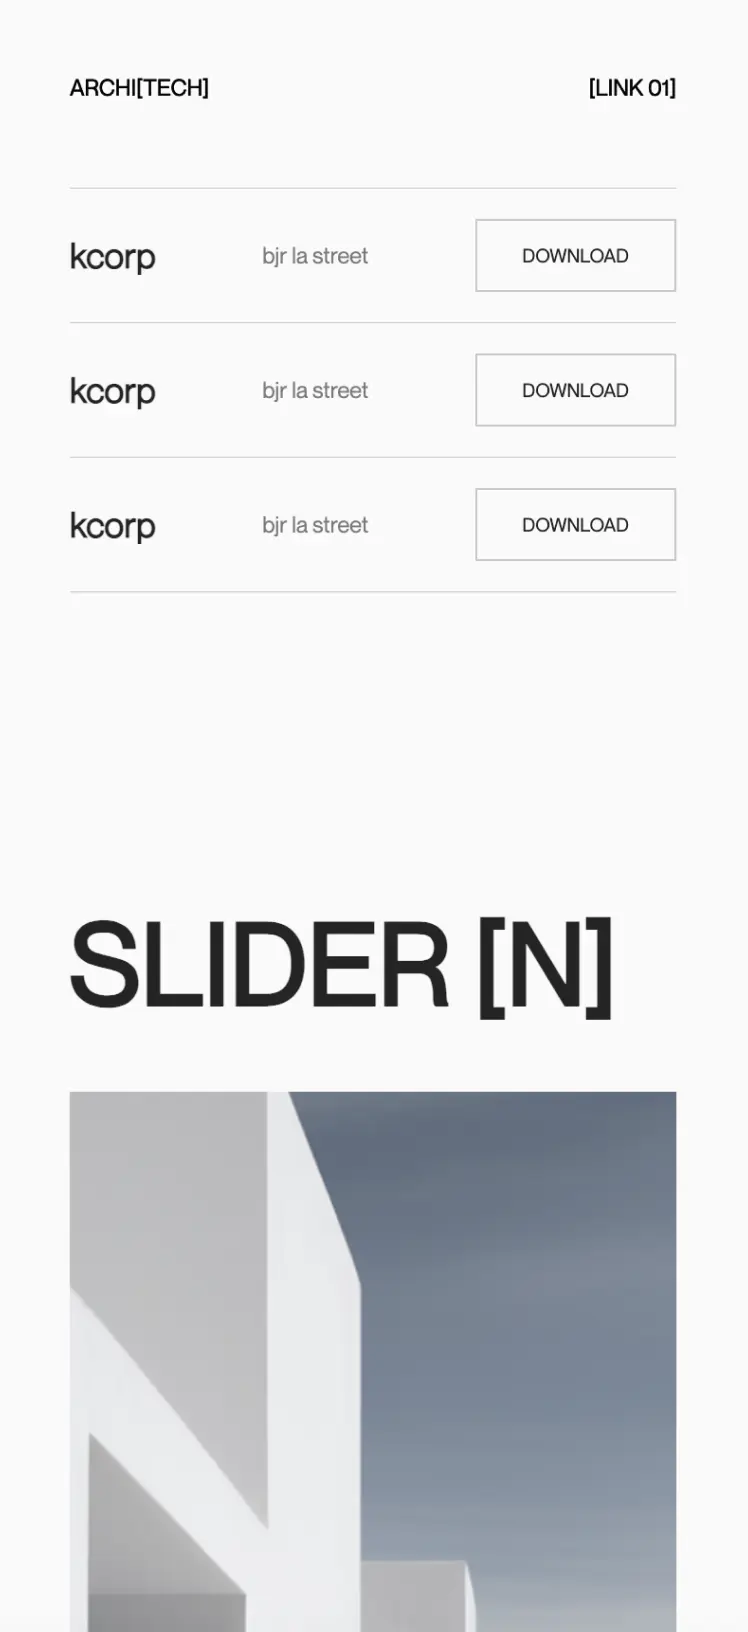 ARCHI[TECH] [LINK 01]
kcorp bjr la street DOWNLOAD
kcorp bjr la street DOWNLOAD
kcorp bjr la street DOWNLOAD
SLIDER [N]